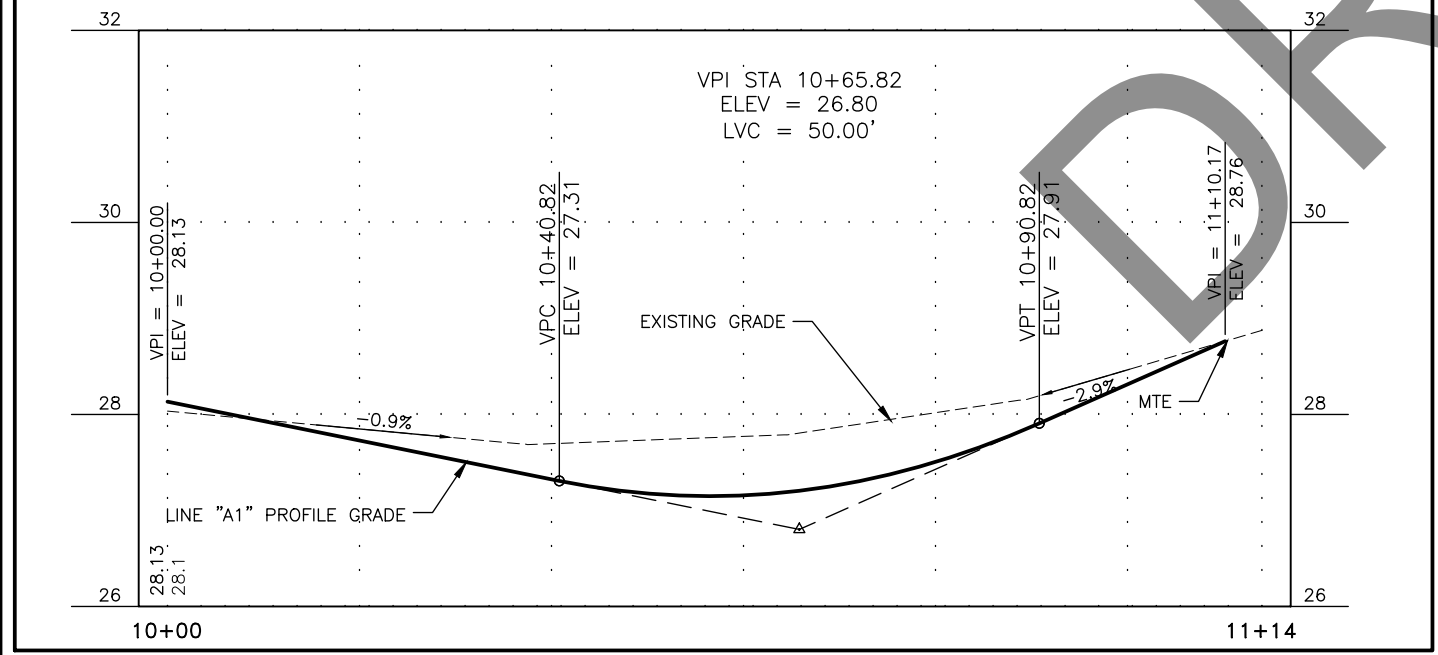 32
32
VPI STA 10+65.82
ELEV = 26.80
LVC = 50.00'
30
30
VPI = 10+00.00
ELEV = 28.13
VPC 10+40.82
ELEV = 27.31
VPT 10+90.82
ELEV = 27.91
VPI = 11+10.17
ELEV = 28.76
EXISTING GRADE
28
28
-0.9%
-2.9%
MTE
LINE "A1" PROFILE GRADE
28.13
28.1
26
26
10+00
11+14